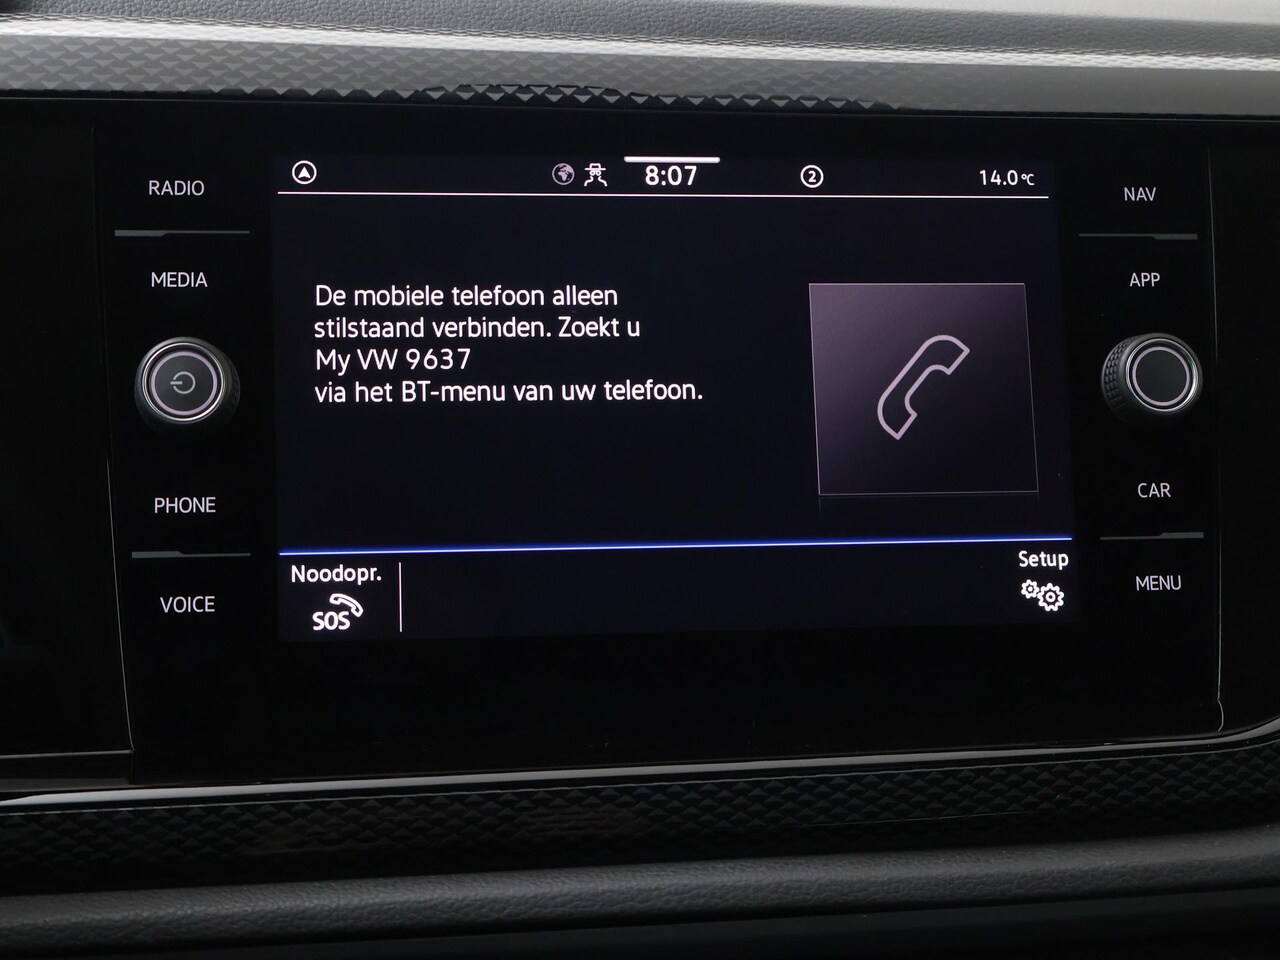 RADIO
MEDIA
PHONE
VOICE
8:07
2
14.0°C
De mobiele telefoon alleen
stilstaand verbinden. Zoekt u
My VW 9637
via het BT-menu van uw telefoon.
Noodopr.
SOS
Setup
NAV
APP
CAR
MENU